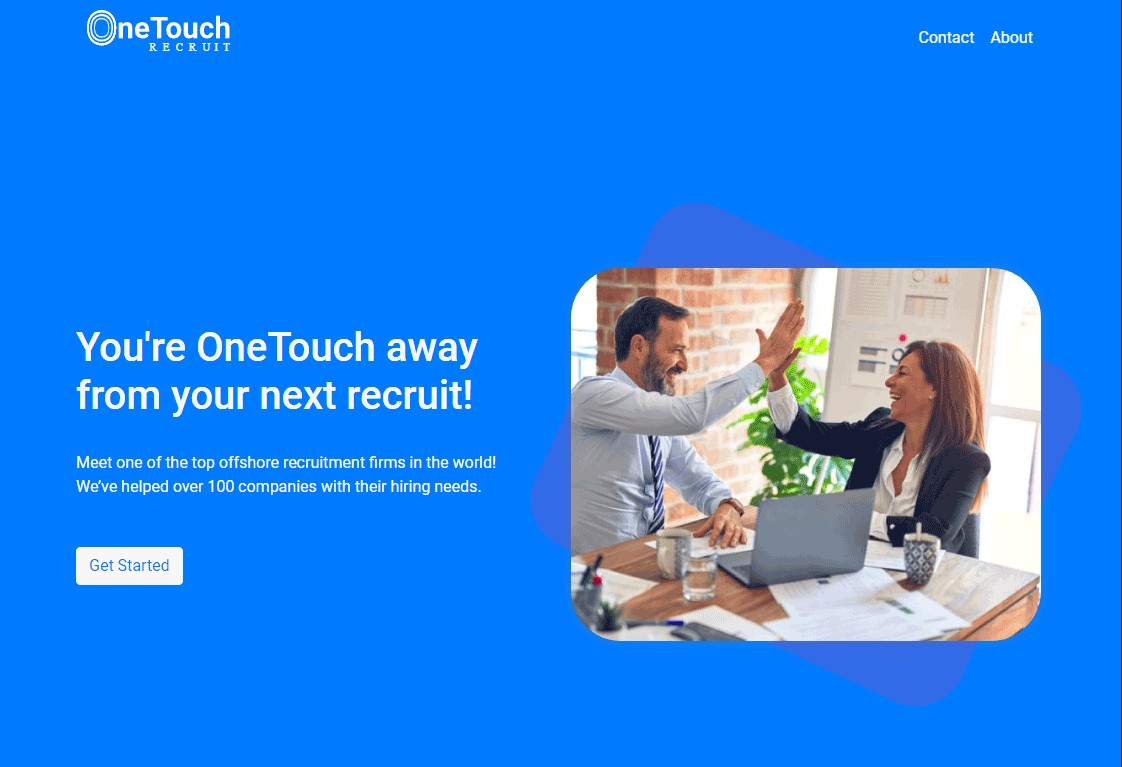 OneTouch
RECRUIT
Contact About
You're OneTouch away
from your next recruit!
Meet one of the top offshore recruitment firms in the world!
We’ve helped over 100 companies with their hiring needs.
Get Started